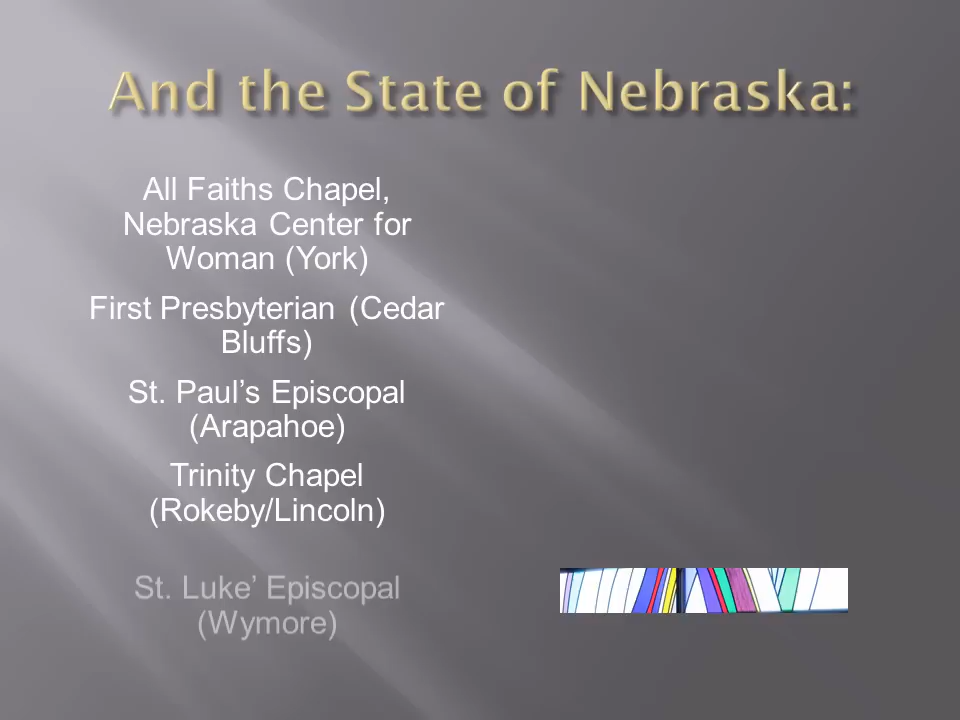 And the State of Nebraska:
All Faiths Chapel,
Nebraska Center for
Woman (York)
First Presbyterian (Cedar
Bluffs)
St. Paul’s Episcopal
(Arapahoe)
Trinity Chapel
(Rokeby/Lincoln)
St. Luke’ Episcopal
(Wymore)